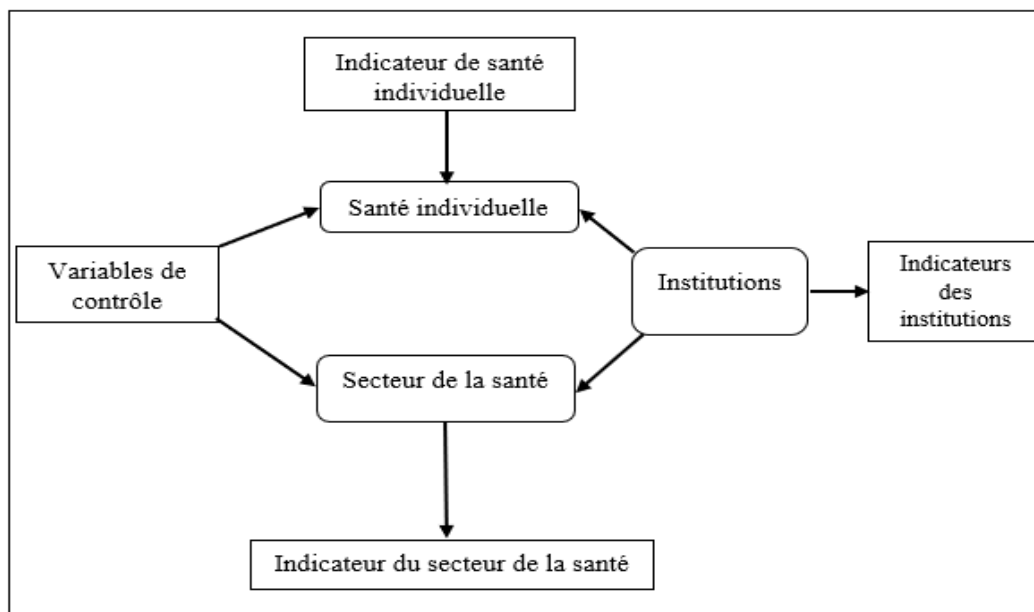 Indicateur de santé
individuelle
Santé individuelle
Variables de
contrôle
Institutions
Indicateurs
des
institutions
Secteur de la santé
Indicateur du secteur de la santé